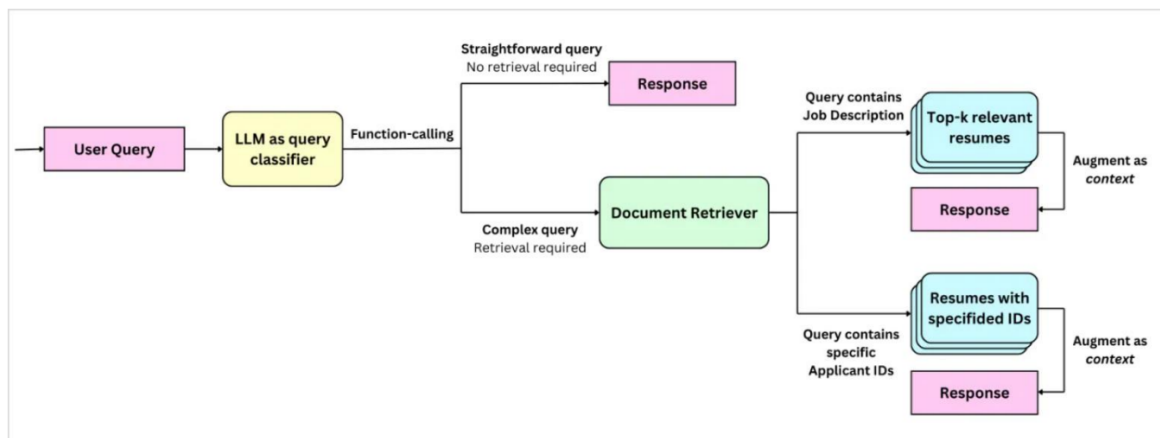 User Query
LLM as query
classifier
Function-calling
Straightforward query
No retrieval required
Response
Complex query
Retrieval required
Document Retriever
Query contains
Job Description
Top-k relevant
resumes
Augment as
context
Response
Query contains
specific
Applicant IDs
Resumes with
specifided IDs
Augment as
context
Response